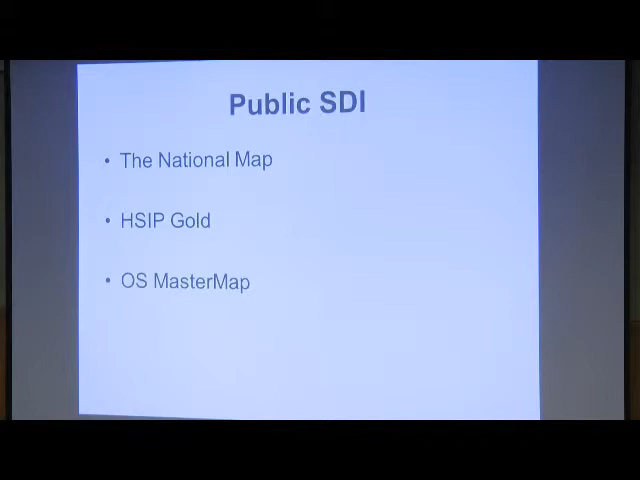 Public SDI
• The National Map
• HSIP Gold
• OS MasterMap